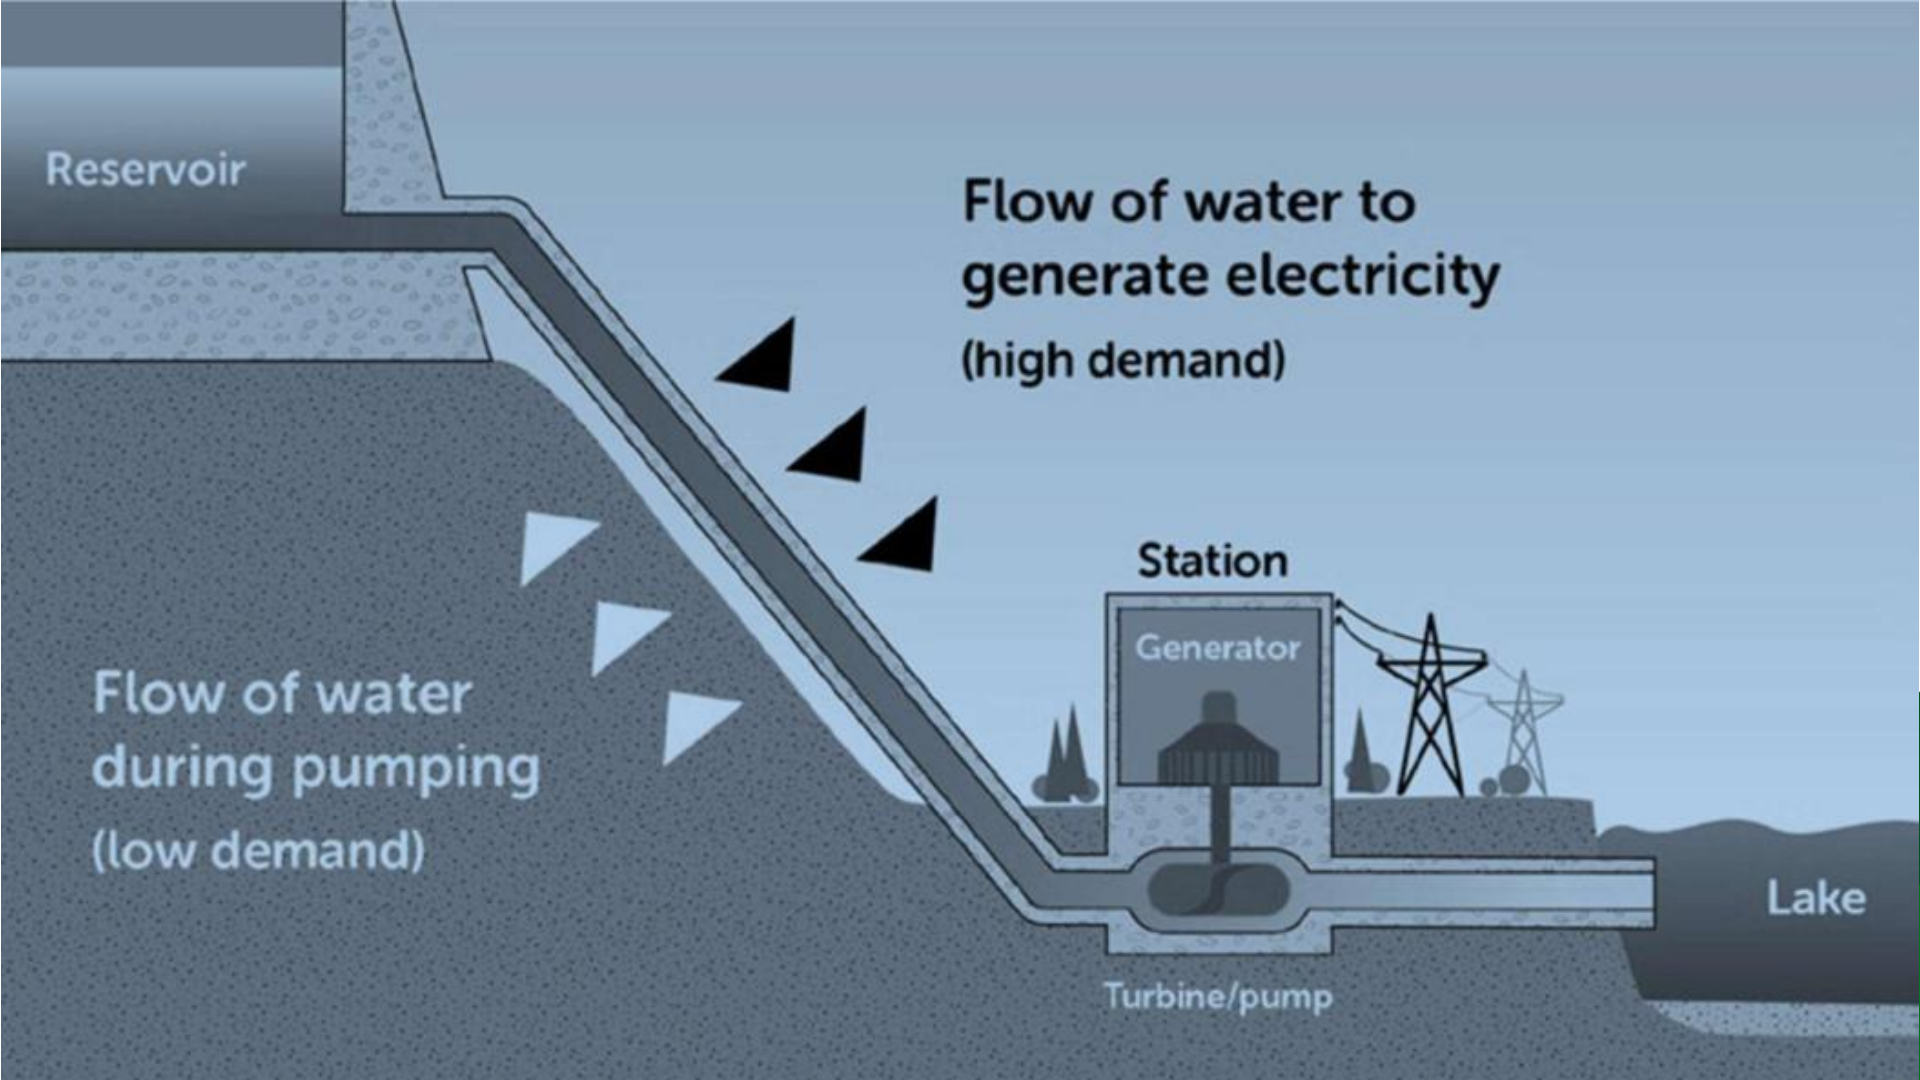 Reservoir
Flow of water to
generate electricity
(high demand)
Station
Generator
Flow of water
during pumping
(low demand)
Lake
Turbine/pump